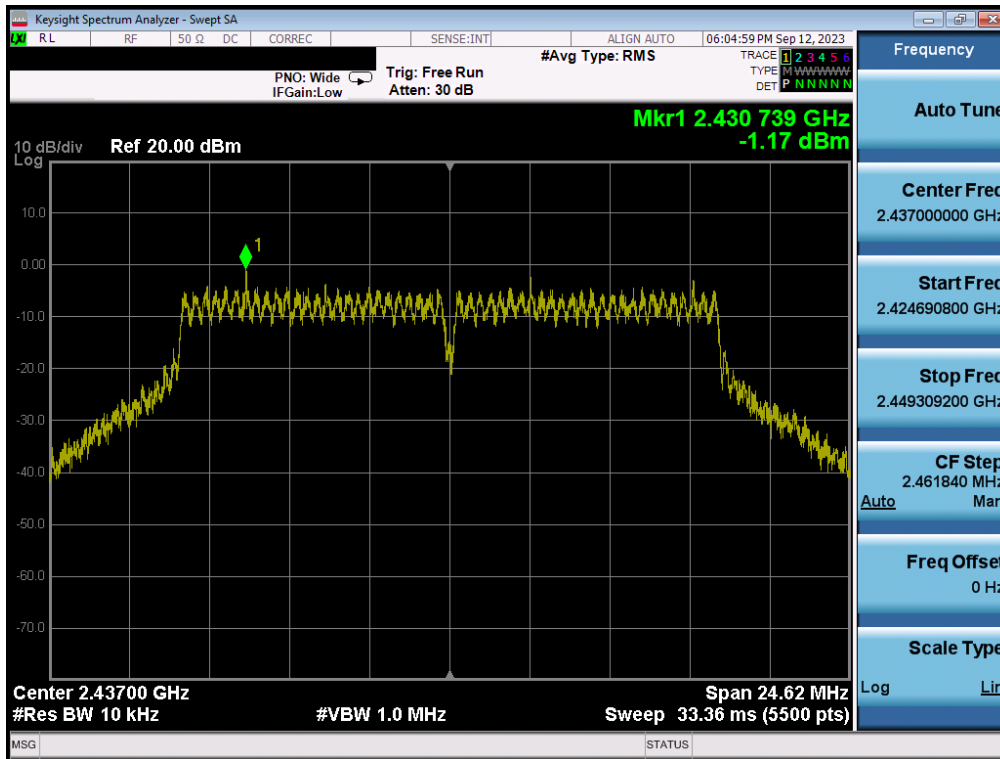 Keysight Spectrum Analyzer - Swept SA
LXI RL RF 50 Ω DC CORREC SENSE:INT ALIGN AUTO 06:04:59 PM Sep 12, 2023
PNO: Wide
IFGain:Low
Trig: Free Run
Atten: 30 dB
#Avg Type: RMS
TRACE 1 2 3 4 5 6
TYPE M WWWWW
DET P N N N N N
Mkr1 2.430 739 GHz
-1.17 dBm
10 dB/div
Log
Ref 20.00 dBm
10.0
0.00
-10.0
-20.0
-30.0
-40.0
-50.0
-60.0
-70.0
1
Center 2.43700 GHz
#Res BW 10 kHz
#VBW 1.0 MHz
Span 24.62 MHz
Sweep 33.36 ms (5500 pts)
MSG
STATUS
Frequency
Auto Tune
Center Freq
2.437000000 GHz
Start Freq
2.424690800 GHz
Stop Freq
2.449309200 GHz
CF Step
2.461840 MHz
Auto Man
Freq Offset
0 Hz
Scale Type
Log Lin